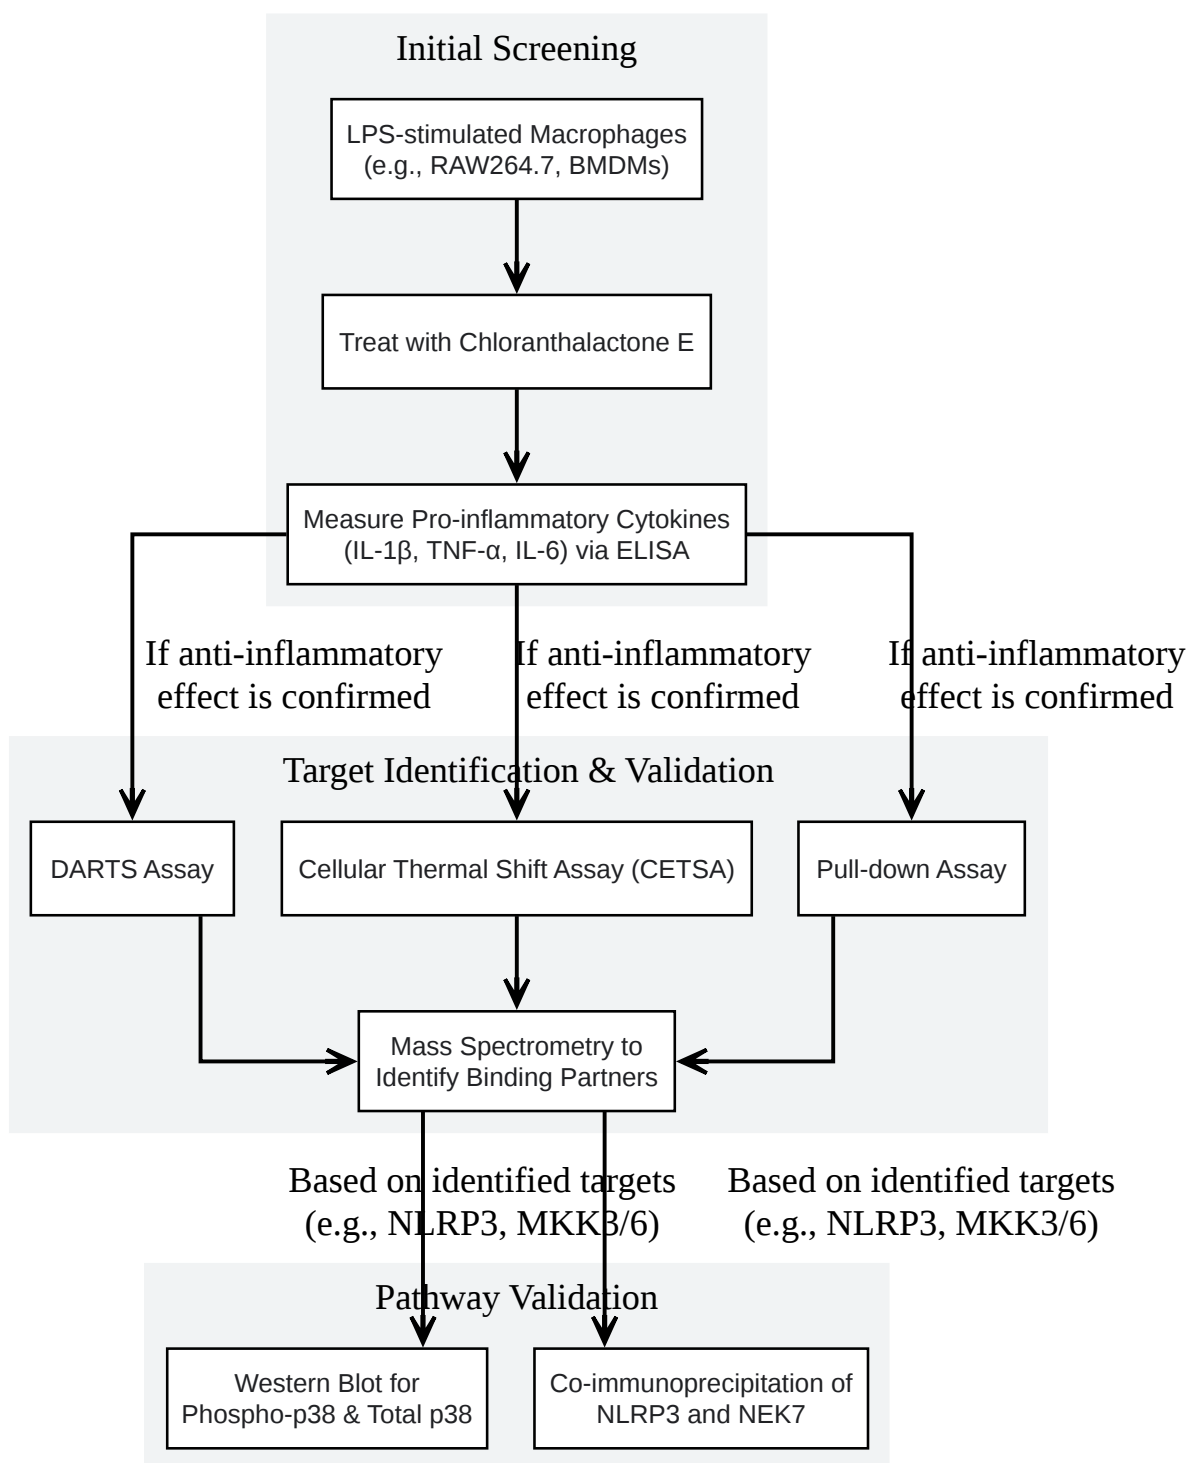 Initial Screening
LPS-stimulated Macrophages
(e.g., RAW264.7, BMDMs)
Treat with Chloranthalactone E
Measure Pro-inflammatory Cytokines
(IL-1β, TNF-α, IL-6) via ELISA
If anti-inflammatory
effect is confirmed
If anti-inflammatory
effect is confirmed
If anti-inflammatory
effect is confirmed
Target Identification & Validation
DARTS Assay
Cellular Thermal Shift Assay (CETSA)
Pull-down Assay
Mass Spectrometry to
Identify Binding Partners
Based on identified targets
(e.g., NLRP3, MKK3/6)
Based on identified targets
(e.g., NLRP3, MKK3/6)
Pathway Validation
Western Blot for
Phospho-p38 & Total p38
Co-immunoprecipitation of
NLRP3 and NEK7